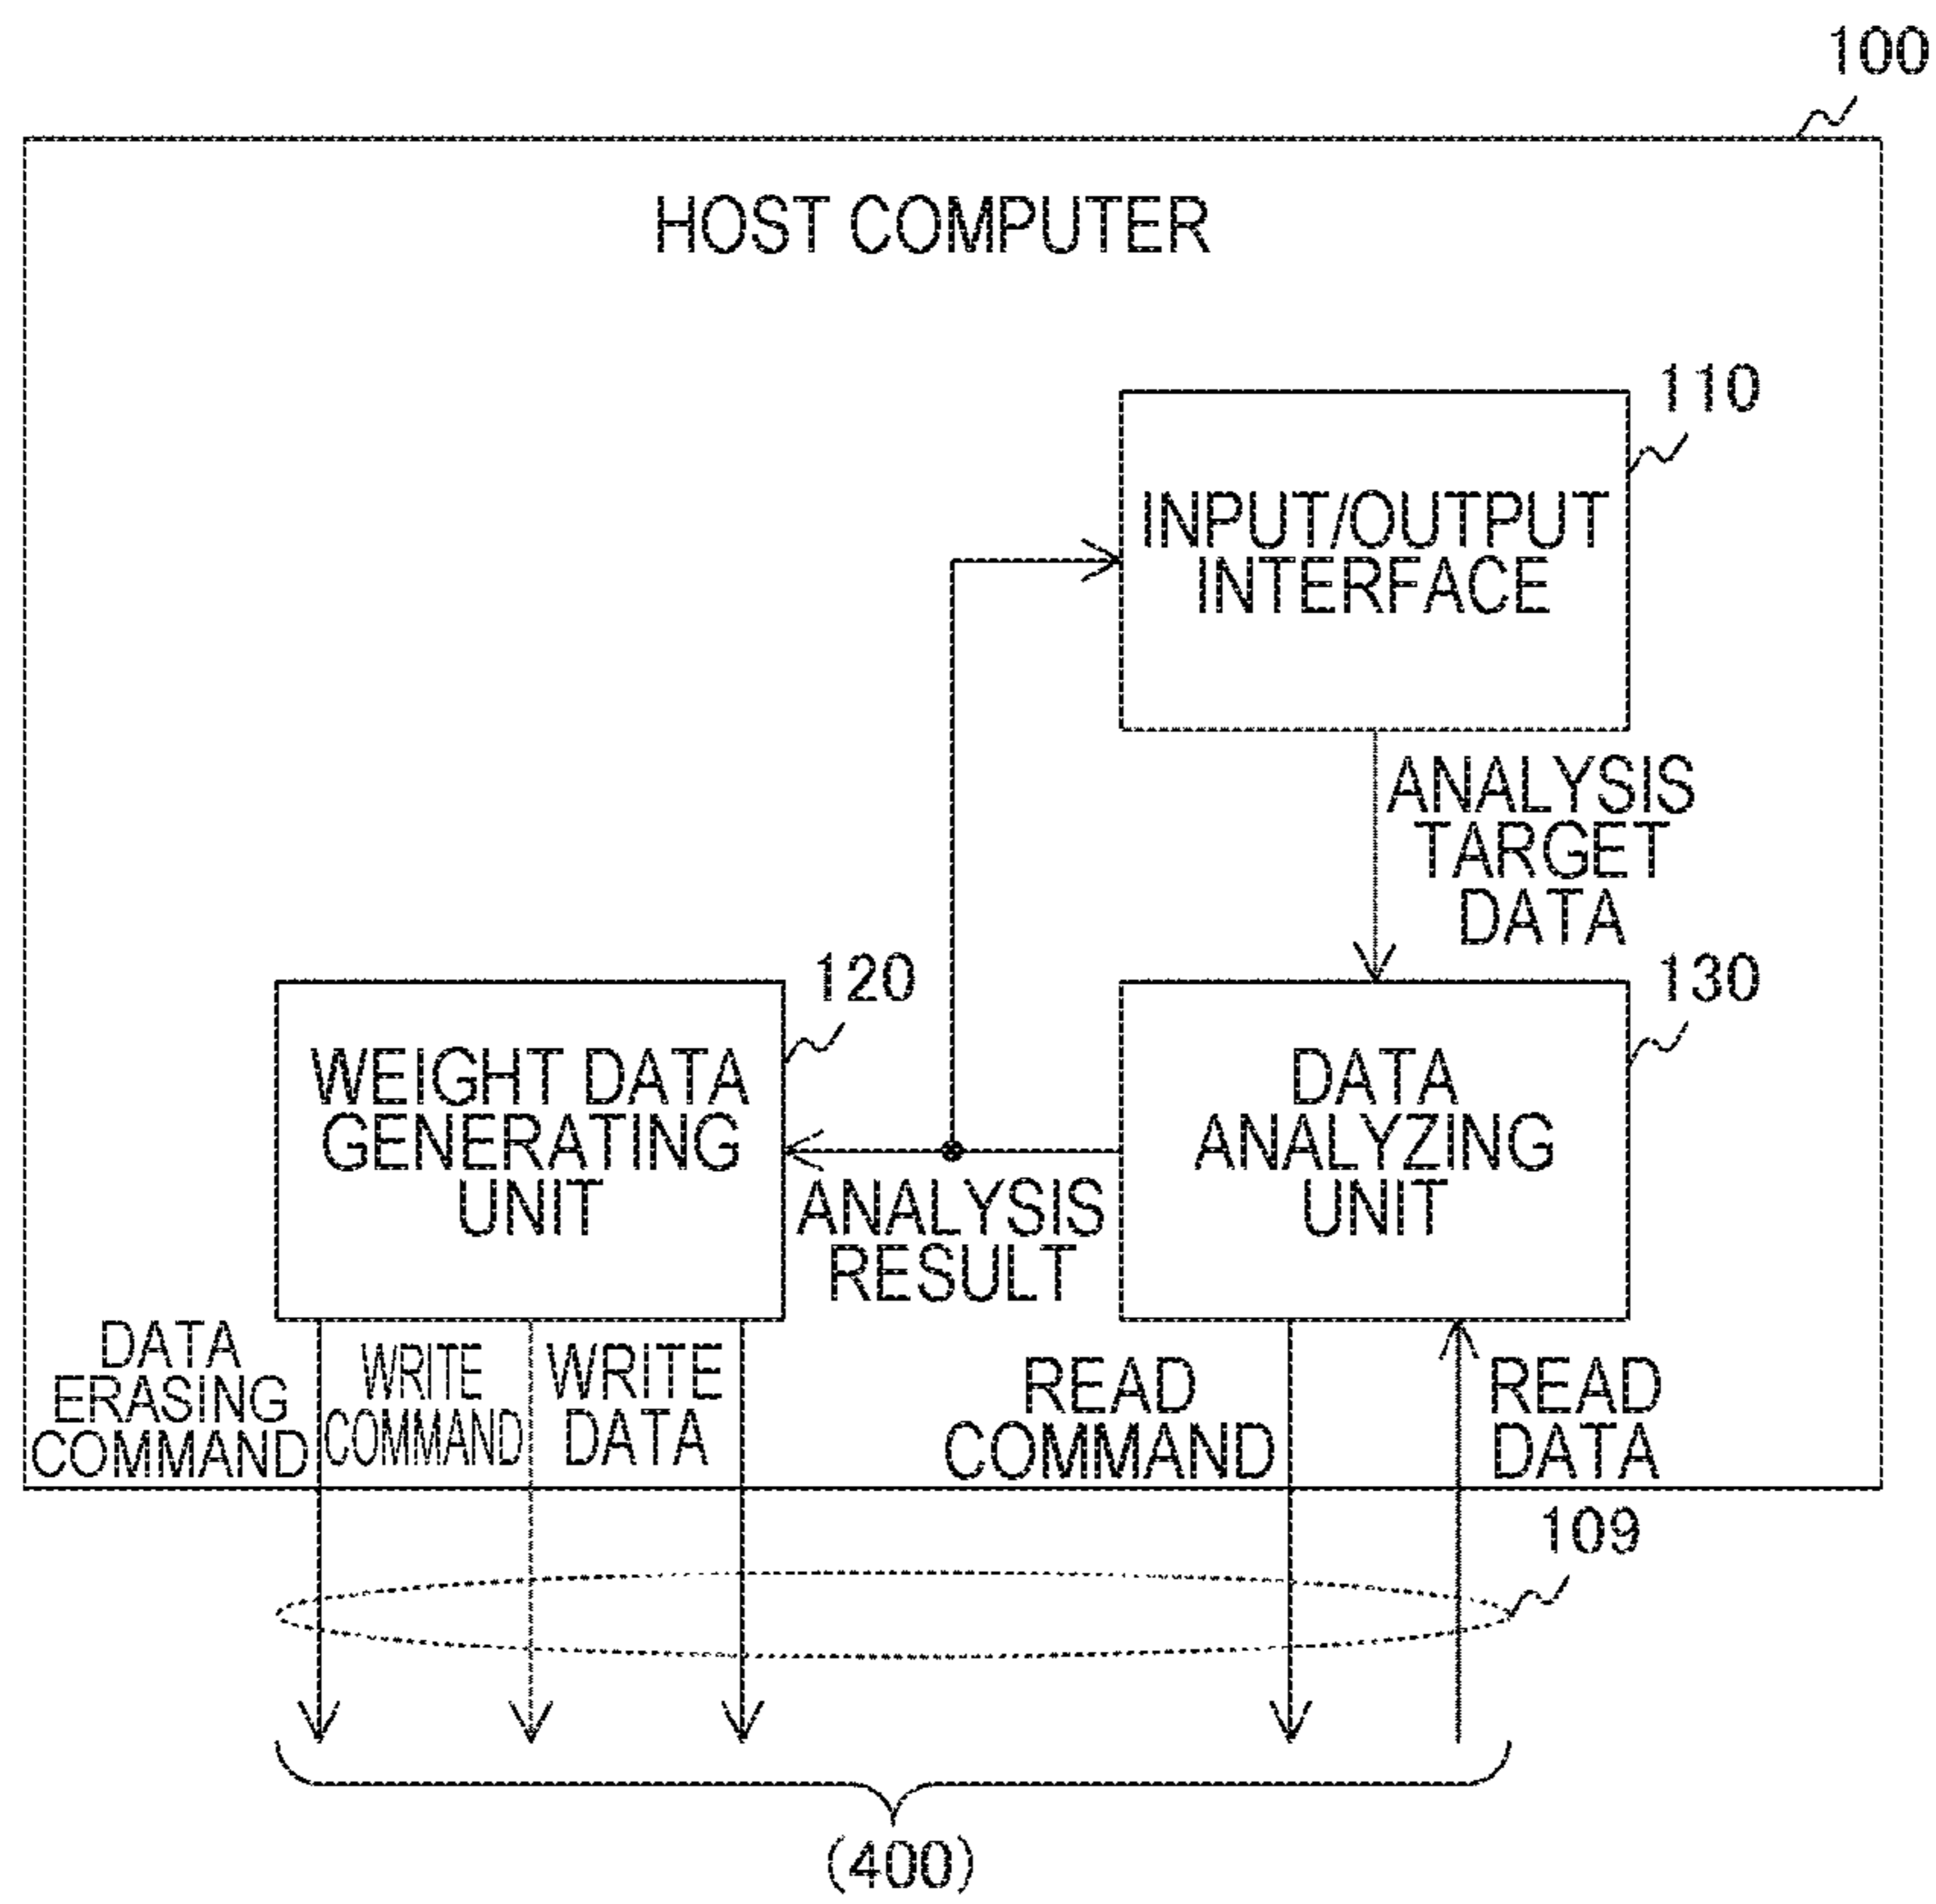 100
HOST COMPUTER
110
INPUT/OUTPUT
INTERFACE
ANALYSIS
TARGET
DATA
120
WEIGHT DATA
GENERATING
UNIT
130
DATA
ANALYZING
UNIT
ANALYSIS
RESULT
DATA
ERASING
COMMAND
WRITE
COMMAND
WRITE
DATA
READ
COMMAND
READ
DATA
109
(400)